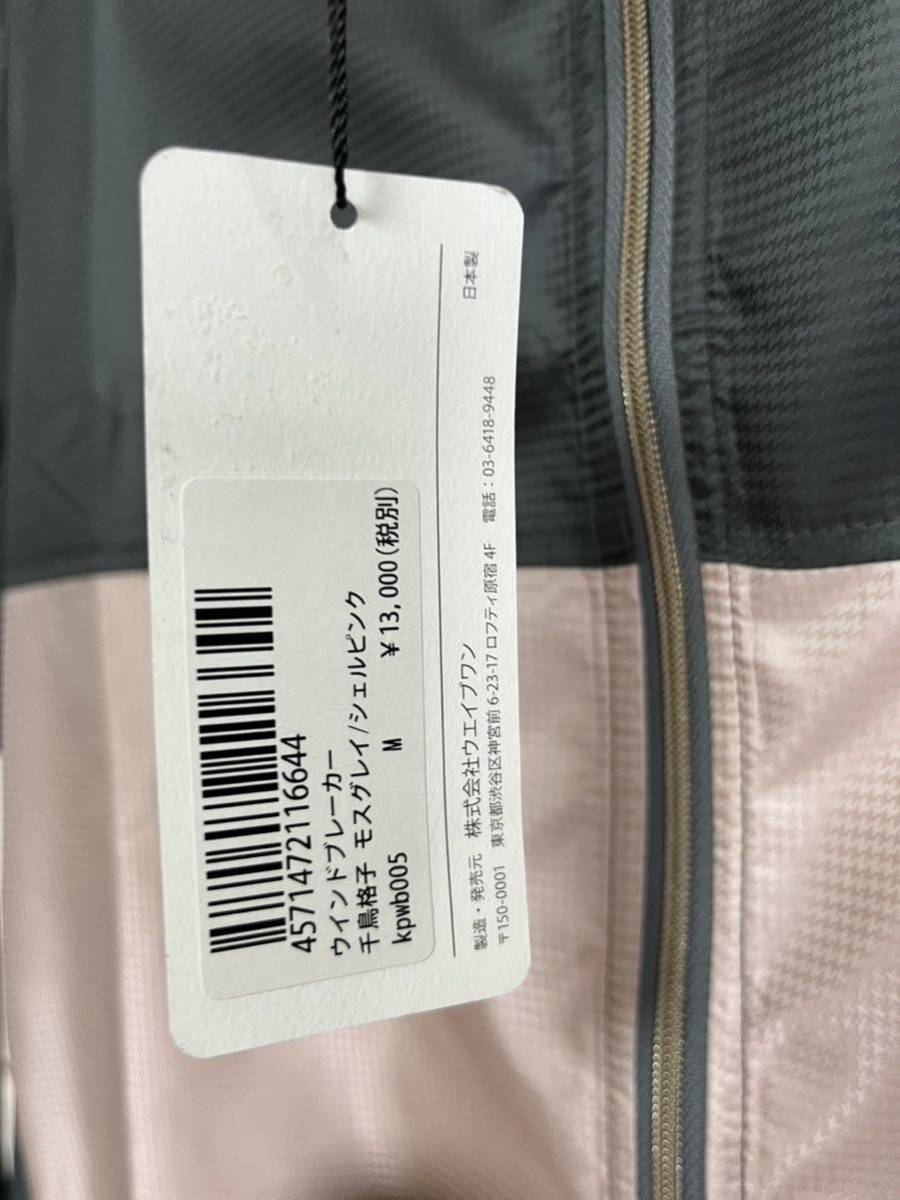 4571472116644
ウインドブレーカー
千鳥格子 モスグレイ/シェルピンク
kpwb005 M ¥13,000(税別)
製造・発売元 株式会社ウエイブワン 日本製
〒150-0001 東京都渋谷区神宮前 6-23-17 ロフティ原宿 4F 電話:03-6418-9448